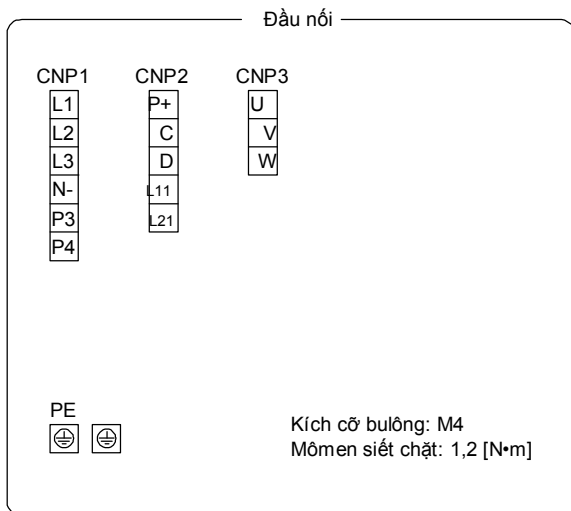 Đầu nối
CNP1 CNP2 CNP3
L1 P+ U
L2 C V
L3 D W
N- L11
P3 L21
P4
PE
Kích cỡ bulông: M4
Mômen siết chặt: 1,2 [N•m]